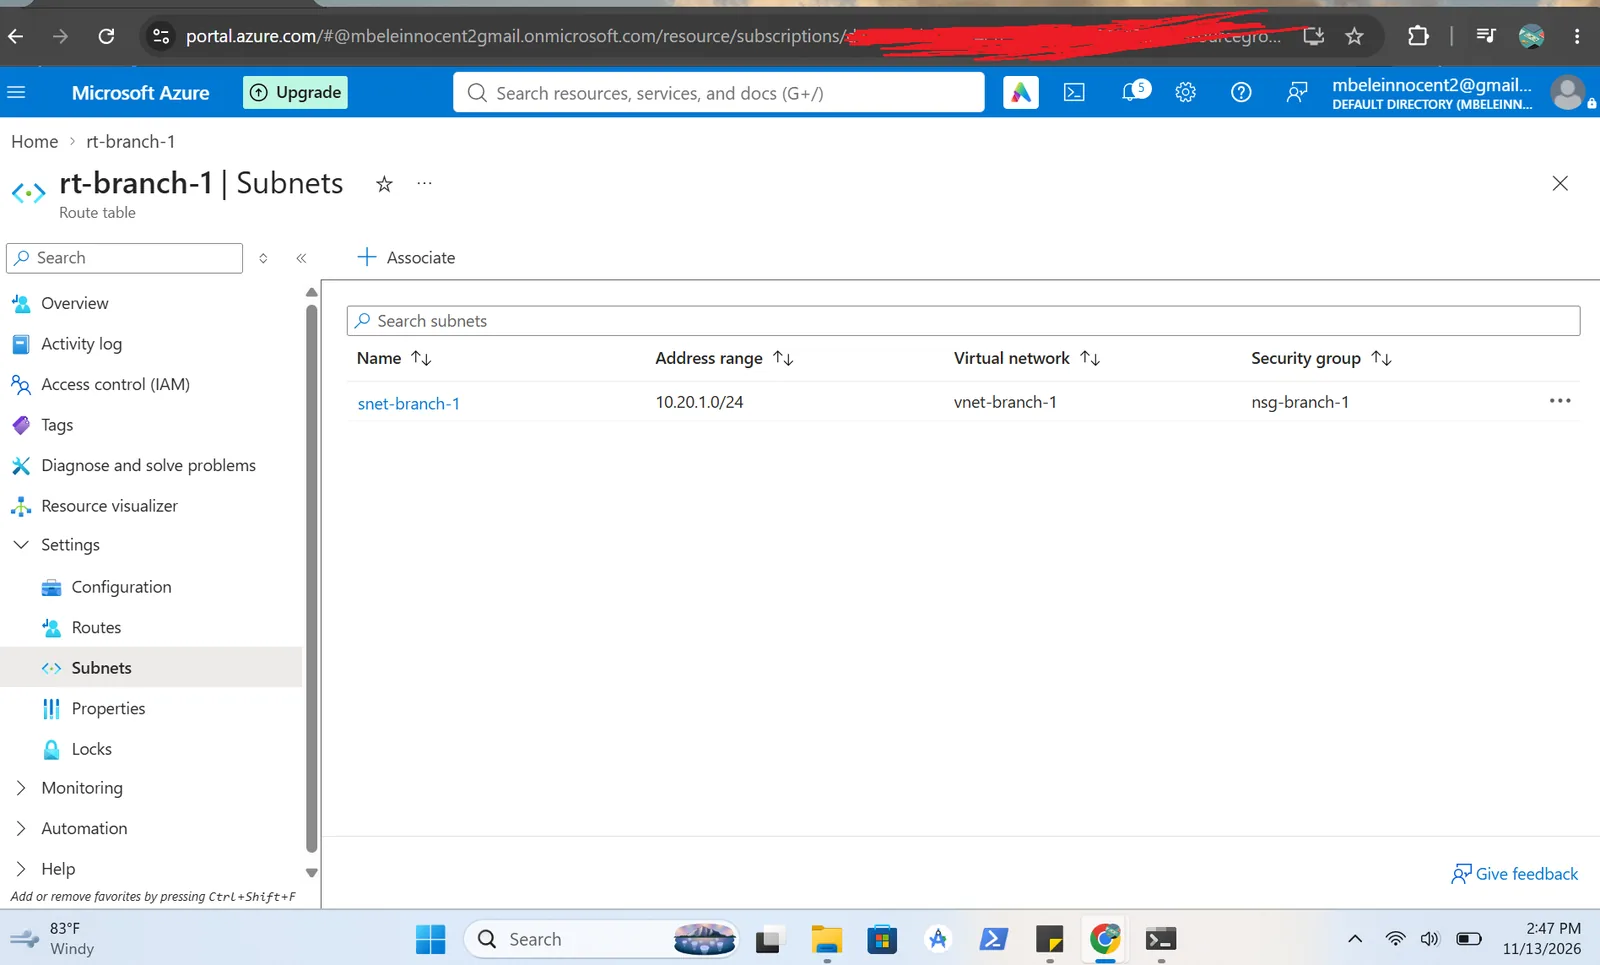 portal.azure.com/#@mbeleinnocent2gmail.onmicrosoft.com/resource/subscriptions/
Microsoft Azure
Upgrade
Search resources, services, and docs (G+/)
5
mbeleinnocent2@gmail...
DEFAULT DIRECTORY (MBELEINN...
Home > rt-branch-1
rt-branch-1 | Subnets
Route table
Search
Associate
Overview
Activity log
Access control (IAM)
Tags
Diagnose and solve problems
Resource visualizer
Settings
Configuration
Routes
Subnets
Properties
Locks
Monitoring
Automation
Help
Add or remove favorites by pressing Ctrl+Shift+F
Search subnets
Name Address range Virtual network Security group
snet-branch-1 10.20.1.0/24 vnet-branch-1 nsg-branch-1
Give feedback
83°F
Windy
Search
2:47 PM
11/13/2026